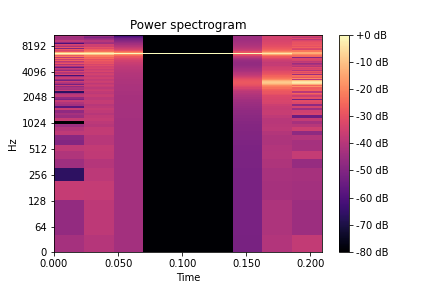 Power spectrogram
8192
4096
2048
1024
512
256
128
64
0
Hz
0.000 0.050 0.100 0.150 0.200
Time
+0 dB
-10 dB
-20 dB
-30 dB
-40 dB
-50 dB
-60 dB
-70 dB
-80 dB